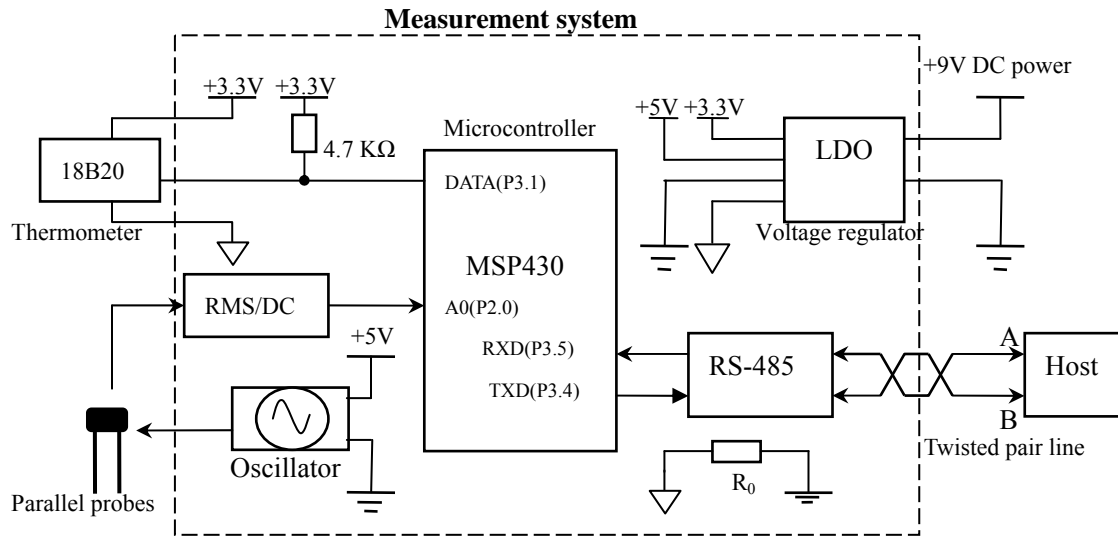 Measurement system
+9V DC power
+3.3V +3.3V
+5V +3.3V
Microcontroller
4.7 KΩ
LDO
18B20
DATA(P3.1)
Thermometer
Voltage regulator
MSP430
RMS/DC
A0(P2.0)
+5V
RXD(P3.5)
A
RS-485
Host
TXD(P3.4)
B
Oscillator
Twisted pair line
R0
Parallel probes